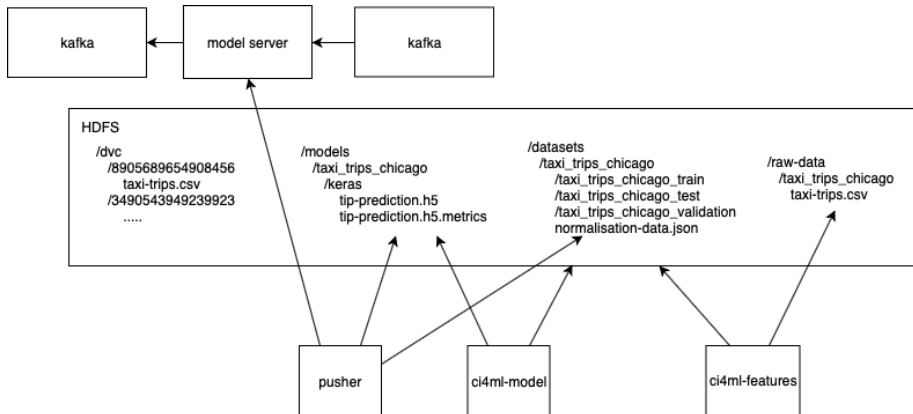 kafka
model server
kafka
HDFS
/dvc
/8905689654908456
taxi-trips.csv
/3490543949239923
.....
/models
/taxi_trips_chicago
/keras
tip-prediction.h5
tip-prediction.h5.metrics
/datasets
/taxi_trips_chicago
/taxi_trips_chicago_train
/taxi_trips_chicago_test
/taxi_trips_chicago_validation
normalisation-data.json
/raw-data
/taxi_trips_chicago
taxi-trips.csv
pusher
ci4ml-model
ci4ml-features